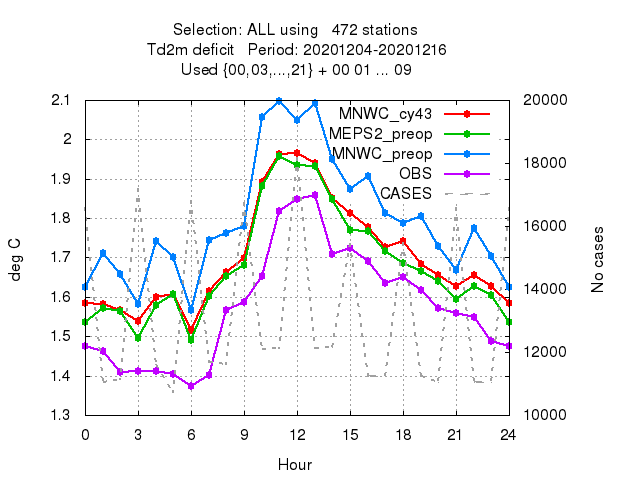 Selection: ALL using   472 stations
Td2m deficit   Period: 20201204-20201216
Used {00,03,...,21} + 00 01 ... 09
MNWC_cy43
MEPS2_preop
MNWC_preop
OBS
CASES
deg C
2.1
2
1.9
1.8
1.7
1.6
1.5
1.4
1.3
No cases
20000
18000
16000
14000
12000
10000
0 3 6 9 12 15 18 21 24
Hour